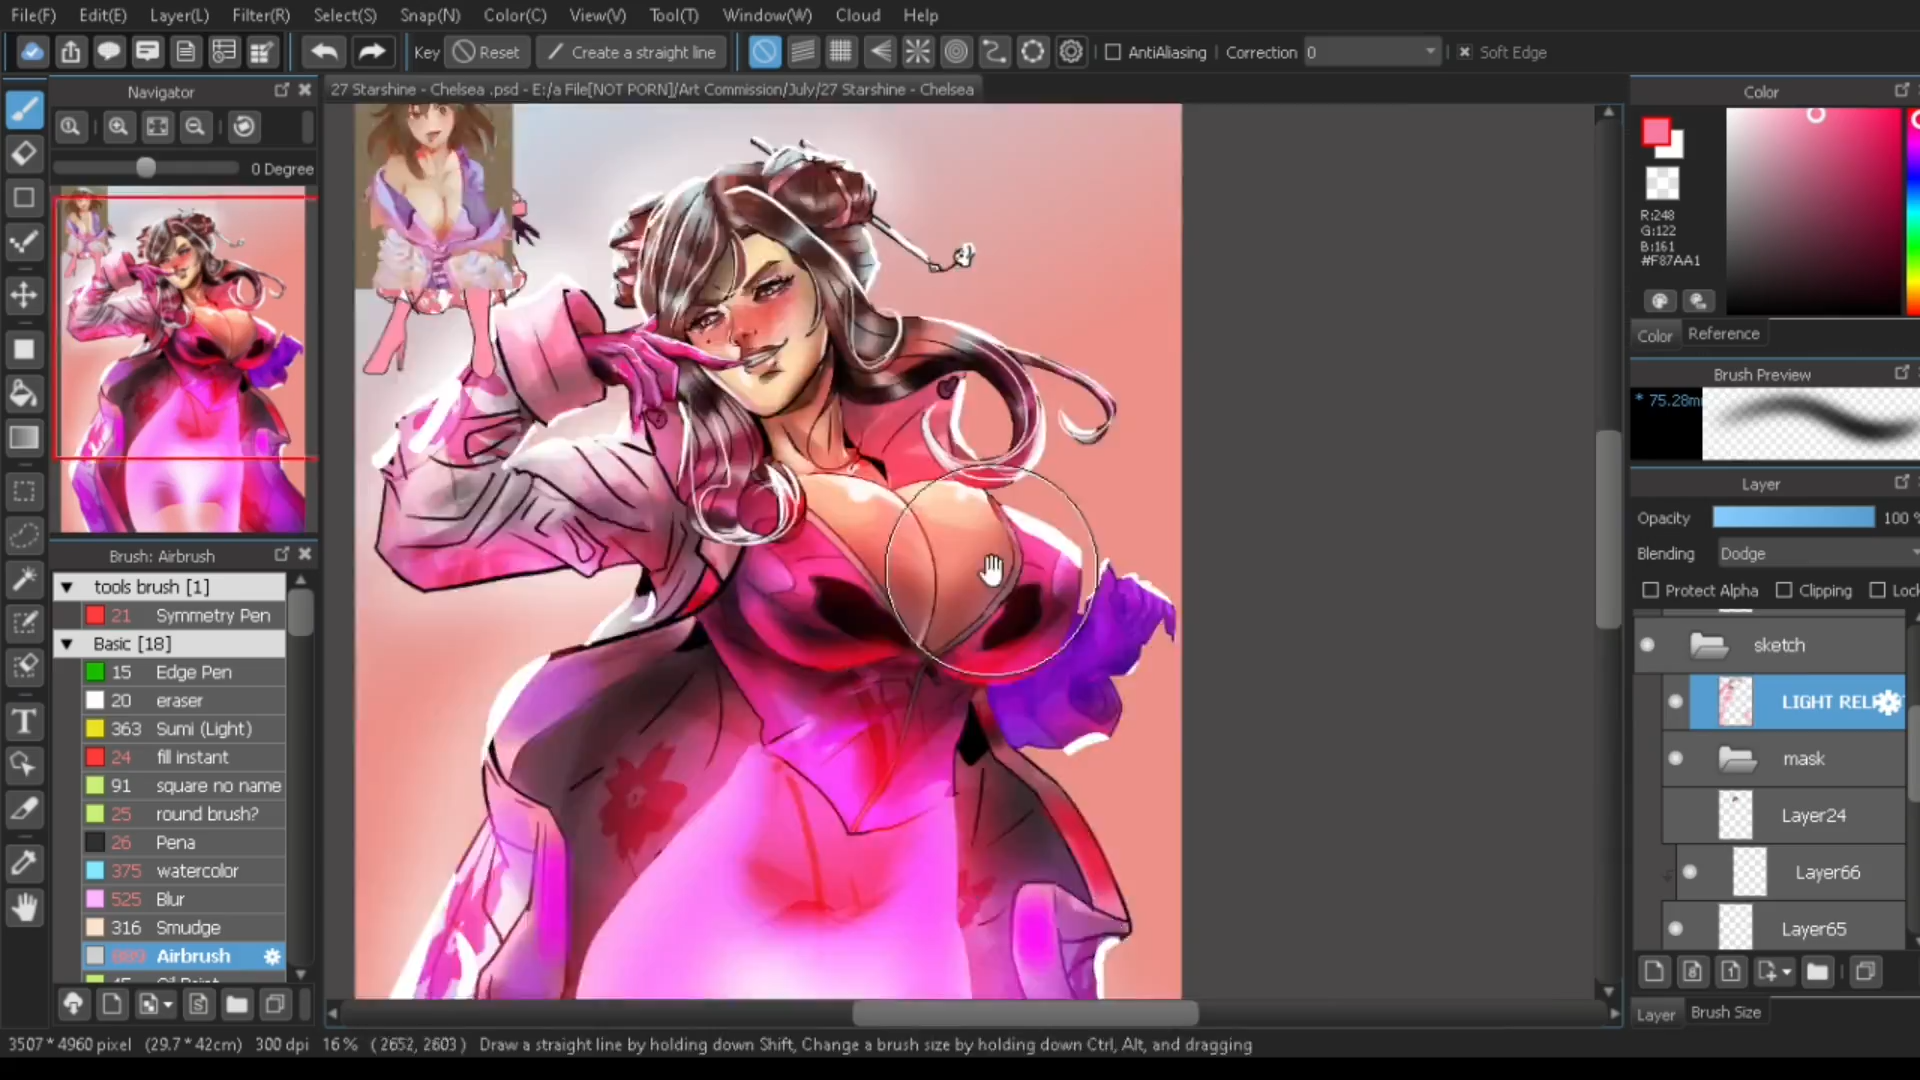 File(F) Edit(E) Layer(L) Filter(R) Select(S) Snap(N) Color(C) View(V) Tool(T) Window(W) Cloud Help
Key Reset Create a straight line AntiAliasing Correction 0 Soft Edge
Navigator
27 Starshine - Chelsea .psd - E:/a File[NOT PORN]/Art Commission/July/27 Starshine - Chelsea
0 Degree
Brush: Airbrush
tools brush [1]
21 Symmetry Pen
Basic [18]
15 Edge Pen
20 eraser
363 Sumi (Light)
24 fill instant
91 square no name
25 round brush?
26 Pena
375 watercolor
525 Blur
316 Smudge
Airbrush
Color
R:248
G:122
B:161
#F87AA1
Color Reference
Brush Preview
* 75.28m
Layer
Opacity 100 %
Blending Dodge
Protect Alpha Clipping Lock
sketch
LIGHT
mask
Layer24
Layer66
Layer65
Layer Brush Size
3507 * 4960 pixel (29.7 * 42cm) 300 dpi 16 % ( 2652, 2603 ) Draw a straight line by holding down Shift, Change a brush size by holding down Ctrl, Alt, and dragging